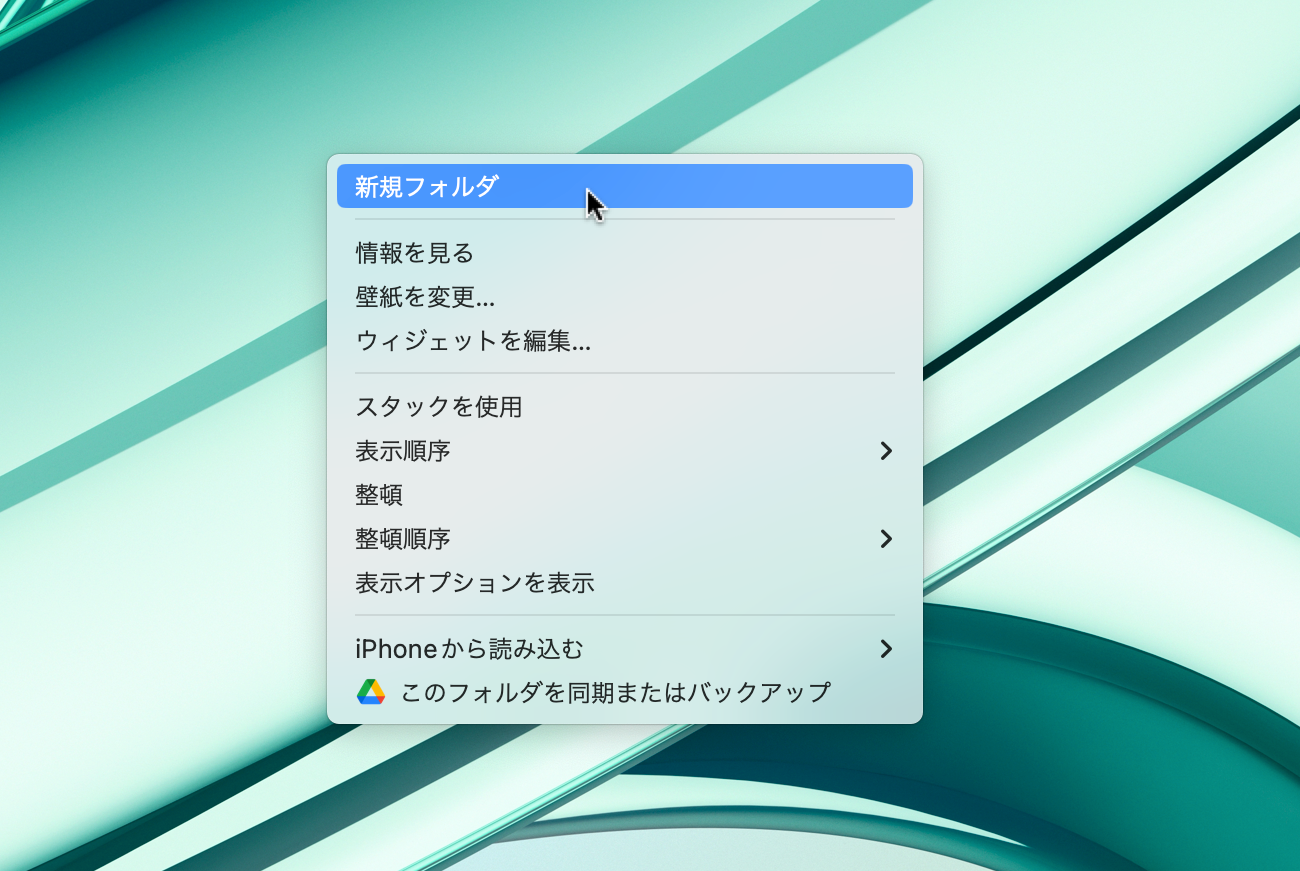 新規フォルダ
情報を見る
壁紙を変更...
ウィジェットを編集...
スタックを使用
表示順序
整頓
整頓順序
表示オプションを表示
iPhoneから読み込む
このフォルダを同期またはバックアップ